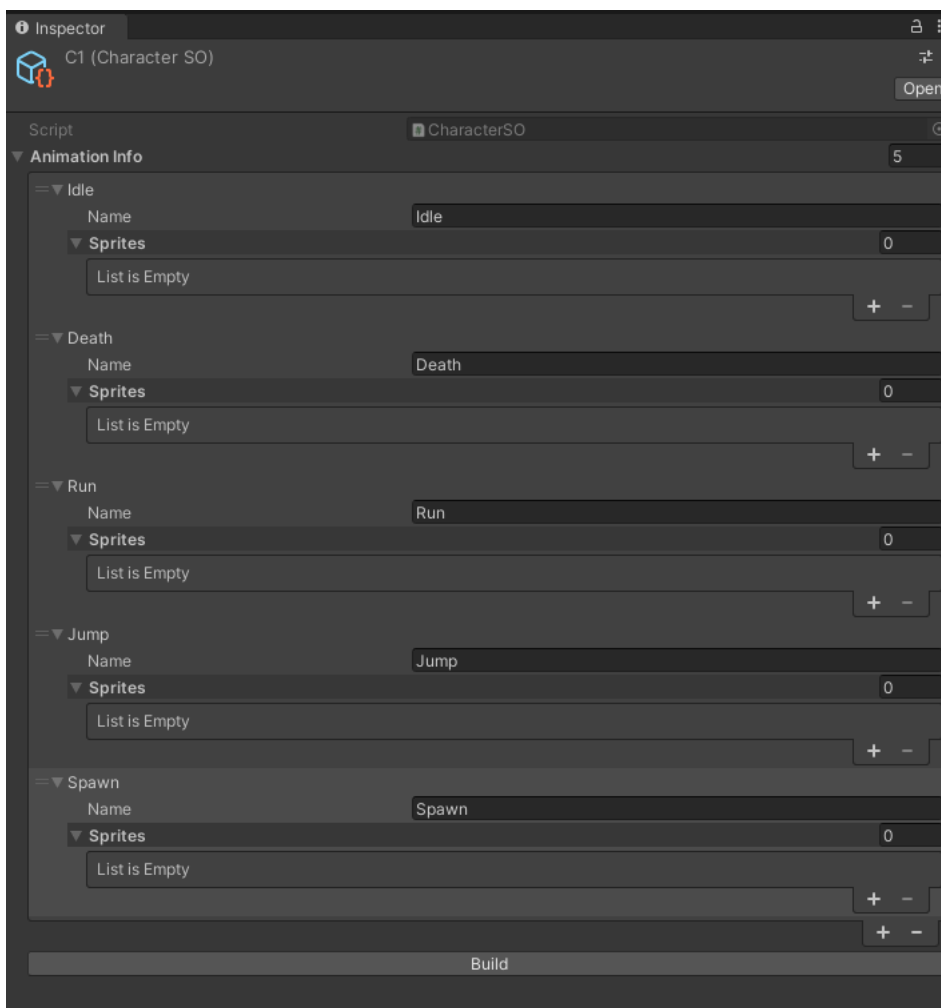 Inspector
C1 (Character SO)
Open
Script CharacterSO
Animation Info 5
Idle
Name Idle
Sprites 0
List is Empty
+ −
Death
Name Death
Sprites 0
List is Empty
+ −
Run
Name Run
Sprites 0
List is Empty
+ −
Jump
Name Jump
Sprites 0
List is Empty
+ −
Spawn
Name Spawn
Sprites 0
List is Empty
+ −
+ −
Build